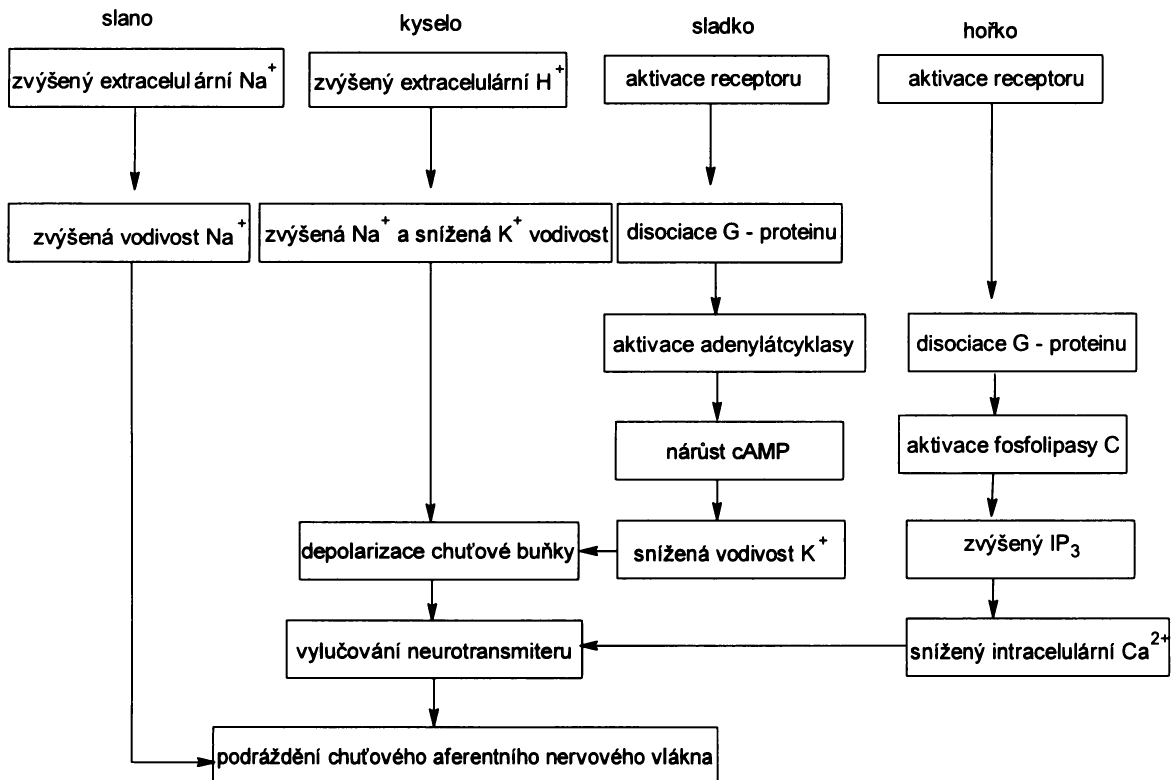 slano
kyselo
sladko
hořko
zvýšený extracelulární Na⁺
zvýšený extracelulární H⁺
aktivace receptoru
aktivace receptoru
zvýšená vodivost Na⁺
zvýšená Na⁺ a snížená K⁺ vodivost
disociace G - proteinu
aktivace adenylátcyklasy
disociace G - proteinu
nárůst cAMP
aktivace fosfolipasy C
depolarizace chuťové buňky
snížená vodivost K⁺
zvýšený IP₃
vylučování neurotransmiteru
snížený intracelulární Ca²⁺
podráždění chuťového aferentního nervového vlákna